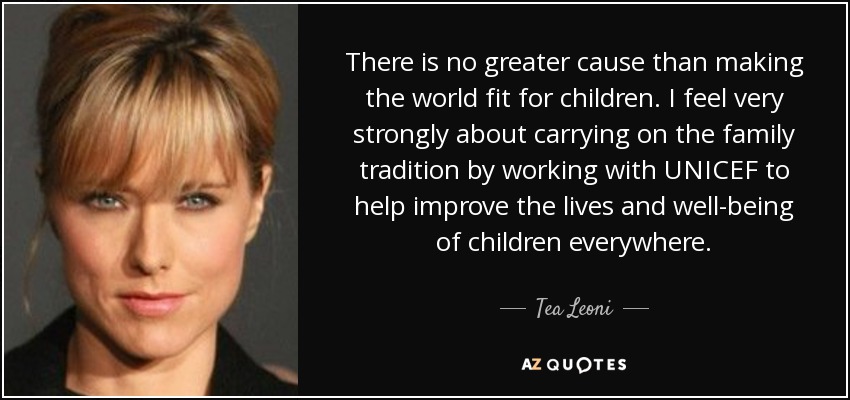 There is no greater cause than making
the world fit for children. I feel very
strongly about carrying on the family
tradition by working with UNICEF to
help improve the lives and well-being
of children everywhere.
Tea Leoni
AZ QUOTES